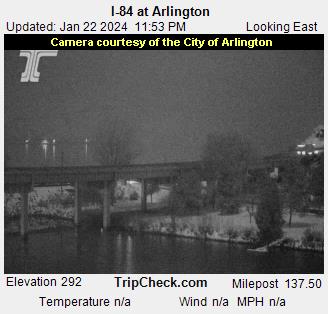 I-84 at Arlington
Updated: Jan 22 2024 11:53 PM Looking East
Camera courtesy of the City of Arlington
Elevation 292 TripCheck.com Milepost 137.50
Temperature n/a Wind n/a MPH n/a